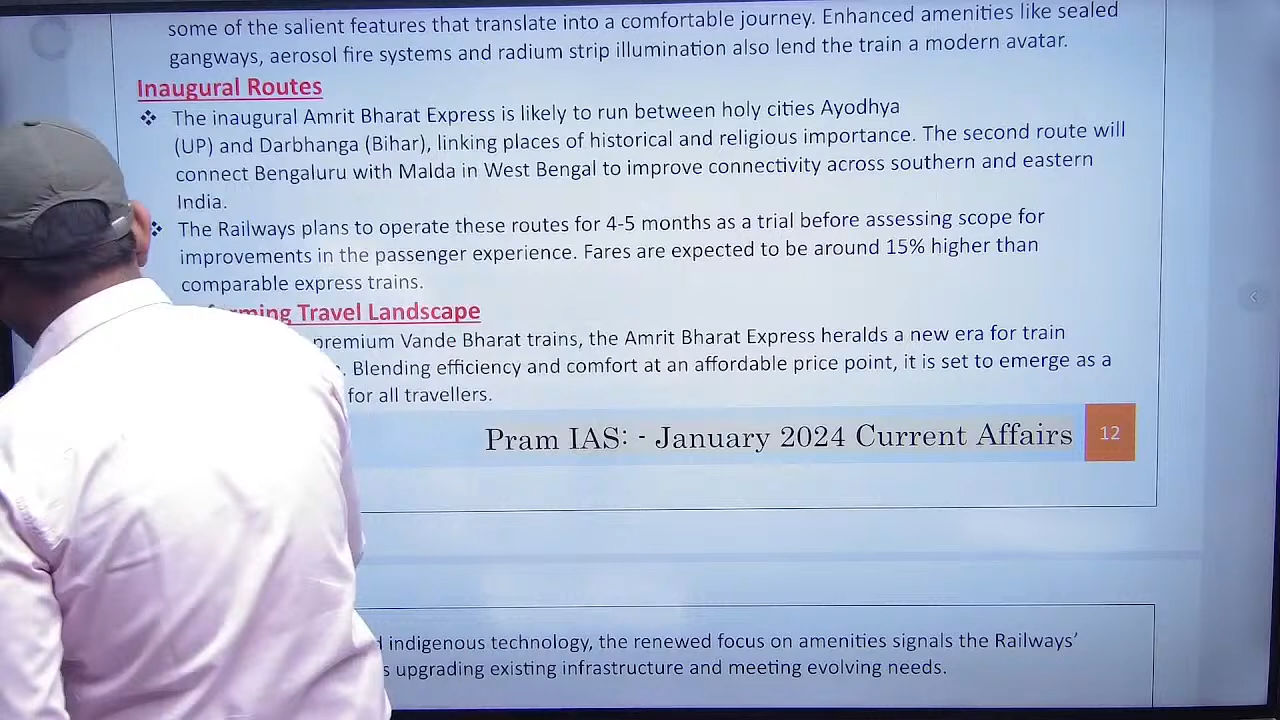 some of the salient features that translate into a comfortable journey. Enhanced amenities like sealed
gangways, aerosol fire systems and radium strip illumination also lend the train a modern avatar.
Inaugural Routes
❖ The inaugural Amrit Bharat Express is likely to run between holy cities Ayodhya
(UP) and Darbhanga (Bihar), linking places of historical and religious importance. The second route will
connect Bengaluru with Malda in West Bengal to improve connectivity across southern and eastern
India.
❖ The Railways plans to operate these routes for 4-5 months as a trial before assessing scope for
improvements in the passenger experience. Fares are expected to be around 15% higher than
comparable express trains.
Travel Landscape
premium Vande Bharat trains, the Amrit Bharat Express heralds a new era for train
Blending efficiency and comfort at an affordable price point, it is set to emerge as a
for all travellers.
Pram IAS: - January 2024 Current Affairs 12
indigenous technology, the renewed focus on amenities signals the Railways’
upgrading existing infrastructure and meeting evolving needs.